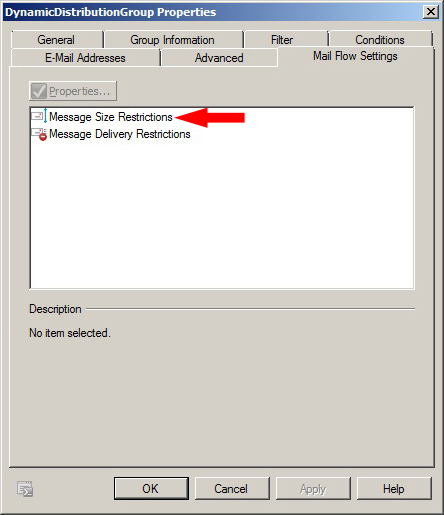 DynamicDistributionGroup Properties
General Group Information Filter Conditions
E-Mail Addresses Advanced Mail Flow Settings
Properties...
Message Size Restrictions
Message Delivery Restrictions
Description
No item selected.
OK Cancel Apply Help